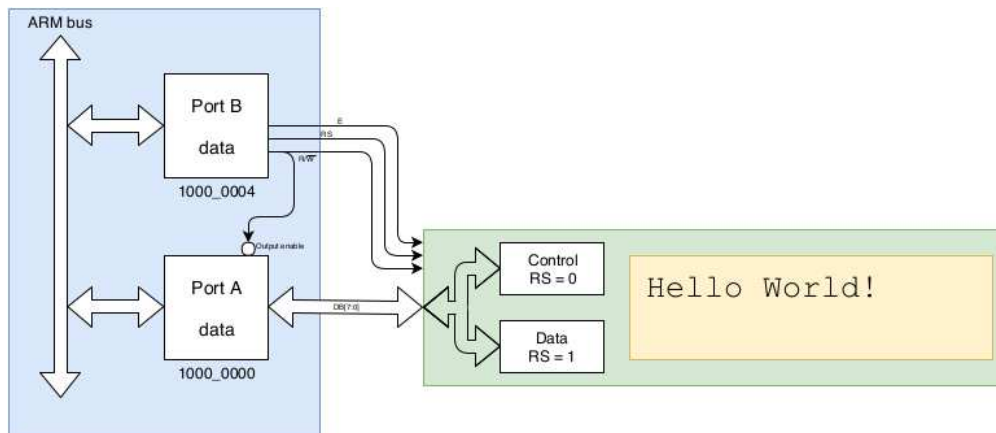 ARM bus
Port B
data
1000_0004
E
RS
R/W̅
Output enable
Port A
data
1000_0000
DB[7:0]
Control
RS = 0
Data
RS = 1
Hello World!